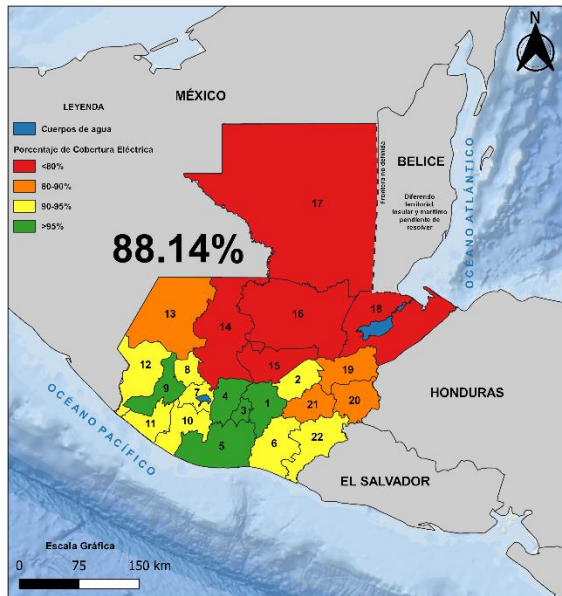 N
MÉXICO
LEYENDA
Cuerpos de agua
Porcentaje de Cobertura Eléctrica
<80%
80-90%
90-95%
>95%
Frontera no definida
BELICE
Diferendo
territorial,
insular y marítimo
pendiente de
resolver
OCÉANO ATLÁNTICO
17
88.14%
13
14
16
18
15
12
8
2
19
9
7
4
1
3
20
21
11
10
5
6
22
HONDURAS
OCÉANO PACÍFICO
EL SALVADOR
Escala Gráfica
0 75 150 km